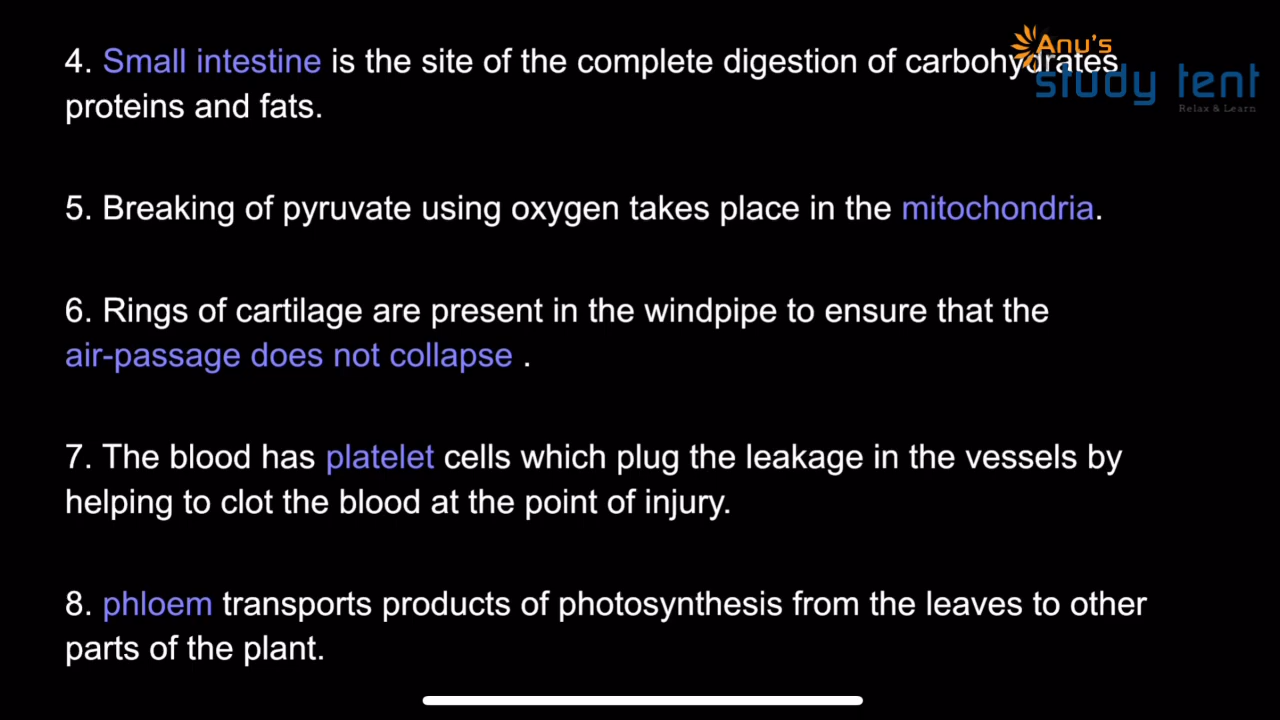 4. Small intestine is the site of the complete digestion of carbohydrates
proteins and fats.
Anu's
study tent
Relax & Learn
5. Breaking of pyruvate using oxygen takes place in the mitochondria.
6. Rings of cartilage are present in the windpipe to ensure that the
air-passage does not collapse .
7. The blood has platelet cells which plug the leakage in the vessels by
helping to clot the blood at the point of injury.
8. phloem transports products of photosynthesis from the leaves to other
parts of the plant.